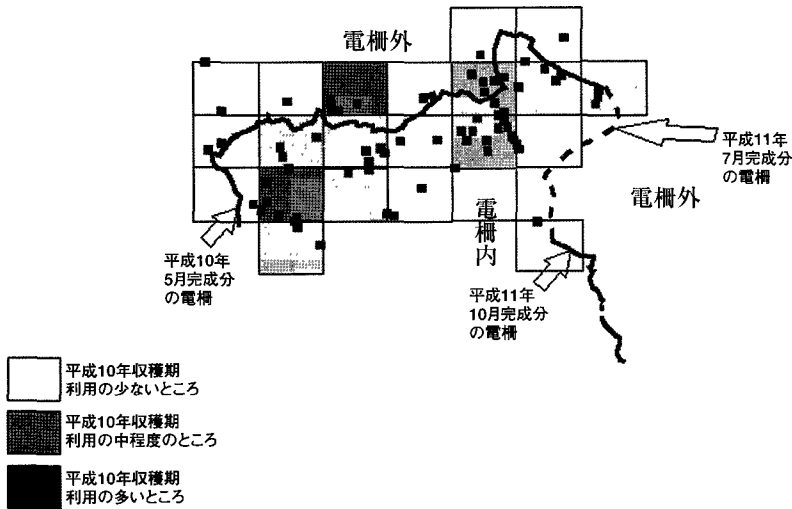 電柵外
平成11年
7月完成分
の電柵
電柵外
電柵内
平成10年
5月完成分
の電柵
平成11年
10月完成分
の電柵
平成10年収穫期
利用の少ないところ
平成10年収穫期
利用の中程度のところ
平成10年収穫期
利用の多いところ